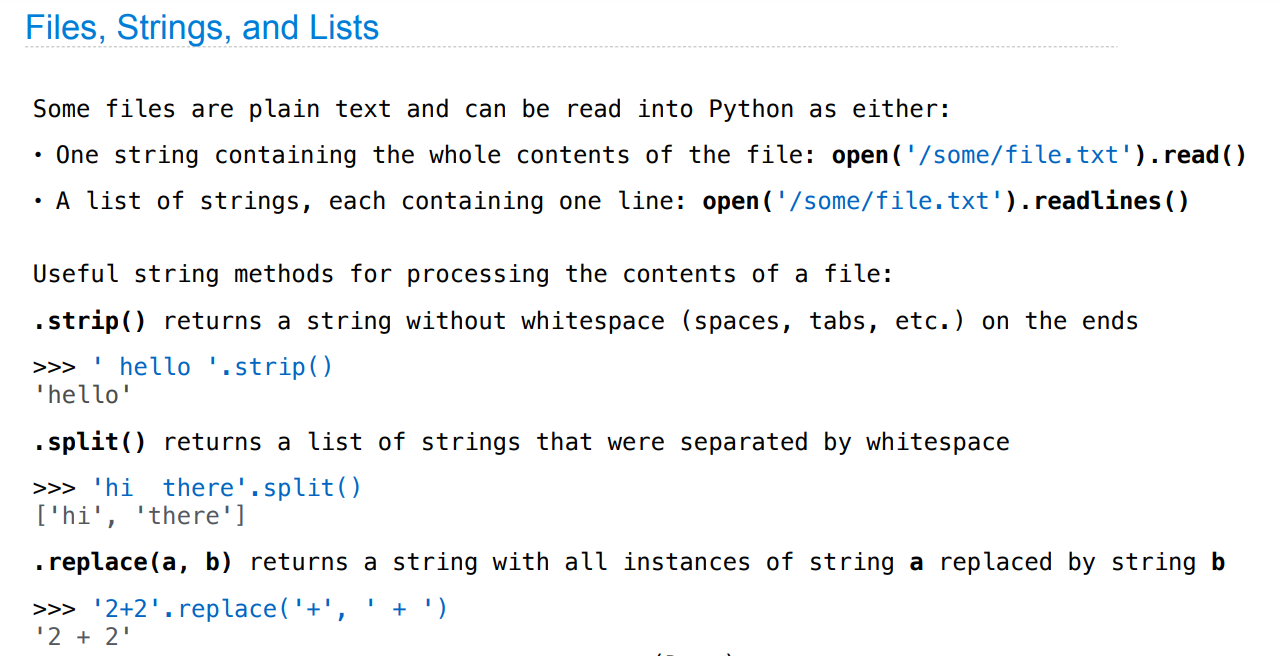 Files, Strings, and Lists
Some files are plain text and can be read into Python as either:
• One string containing the whole contents of the file: open('/some/file.txt').read()
• A list of strings, each containing one line: open('/some/file.txt').readlines()
Useful string methods for processing the contents of a file:
.strip() returns a string without whitespace (spaces, tabs, etc.) on the ends
>>> ' hello '.strip()
'hello'
.split() returns a list of strings that were separated by whitespace
>>> 'hi  there'.split()
['hi', 'there']
.replace(a, b) returns a string with all instances of string a replaced by string b
>>> '2+2'.replace('+', ' + ')
'2 + 2'